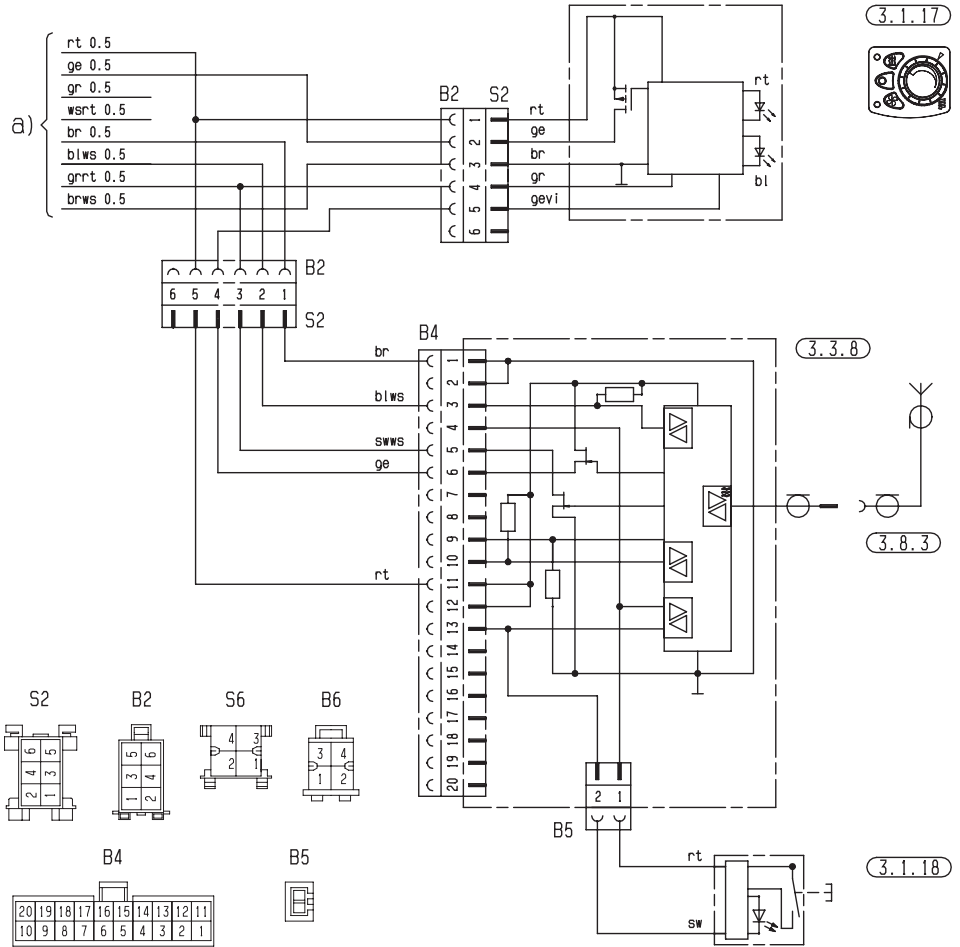 3.1.17
rt 0.5
ge 0.5
gr 0.5
wsrt 0.5
br 0.5
blws 0.5
grrt 0.5
brws 0.5
a)
B2 S2
1
2
3
4
5
6
rt
ge
br
gr
gevi
rt
bl
B2
6 5 4 3 2 1
S2
B4
br
blws
swws
ge
rt
1
2
3
4
5
6
7
8
9
10
11
12
13
14
15
16
17
18
19
20
3.3.8
3.8.3
2 1
B5
rt
sw
3.1.18
S2 B2 S6 B6
6 5
4 3
2 1
5 6
3 4
1 2
4 3
2 1
3 4
1 2
B4 B5
20 19 18 17 16 15 14 13 12 11
10 9 8 7 6 5 4 3 2 1